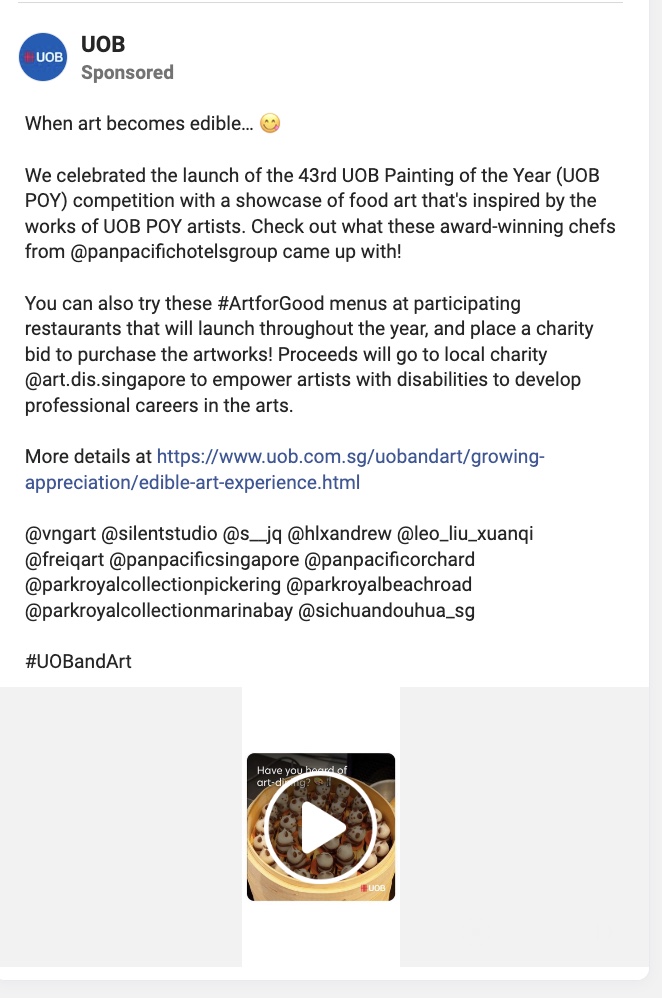 UOB
UOB
Sponsored
When art becomes edible… 😋
We celebrated the launch of the 43rd UOB Painting of the Year (UOB
POY) competition with a showcase of food art that's inspired by the
works of UOB POY artists. Check out what these award-winning chefs
from @panpacifichotelsgroup came up with!
You can also try these #ArtforGood menus at participating
restaurants that will launch throughout the year, and place a charity
bid to purchase the artworks! Proceeds will go to local charity
@art.dis.singapore to empower artists with disabilities to develop
professional careers in the arts.
More details at https://www.uob.com.sg/uobandart/growing-
appreciation/edible-art-experience.html
@vngart @silentstudio @s__jq @hlxandrew @leo_liu_xuanqi
@freiqart @panpacificsingapore @panpacificorchard
@parkroyalcollectionpickering @parkroyalbeachroad
@parkroyalcollectionmarinabay @sichuandouhua_sg
#UOBandArt
Have you heard of
art-dining?
UOB